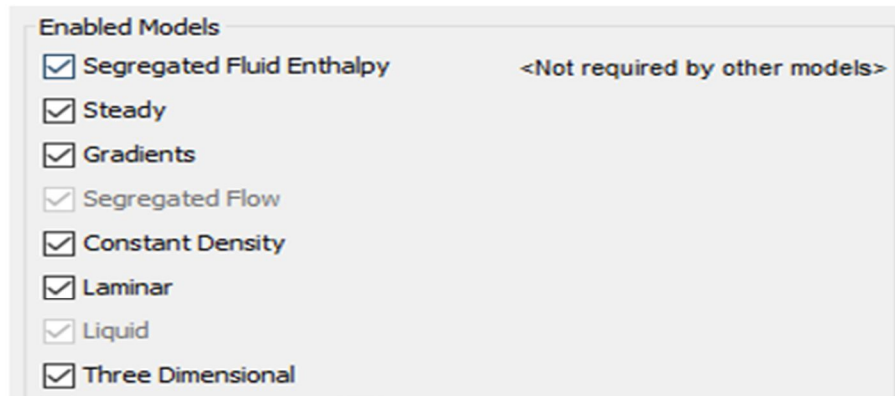 Enabled Models
Segregated Fluid Enthalpy <Not required by other models>
Steady
Gradients
Segregated Flow
Constant Density
Laminar
Liquid
Three Dimensional